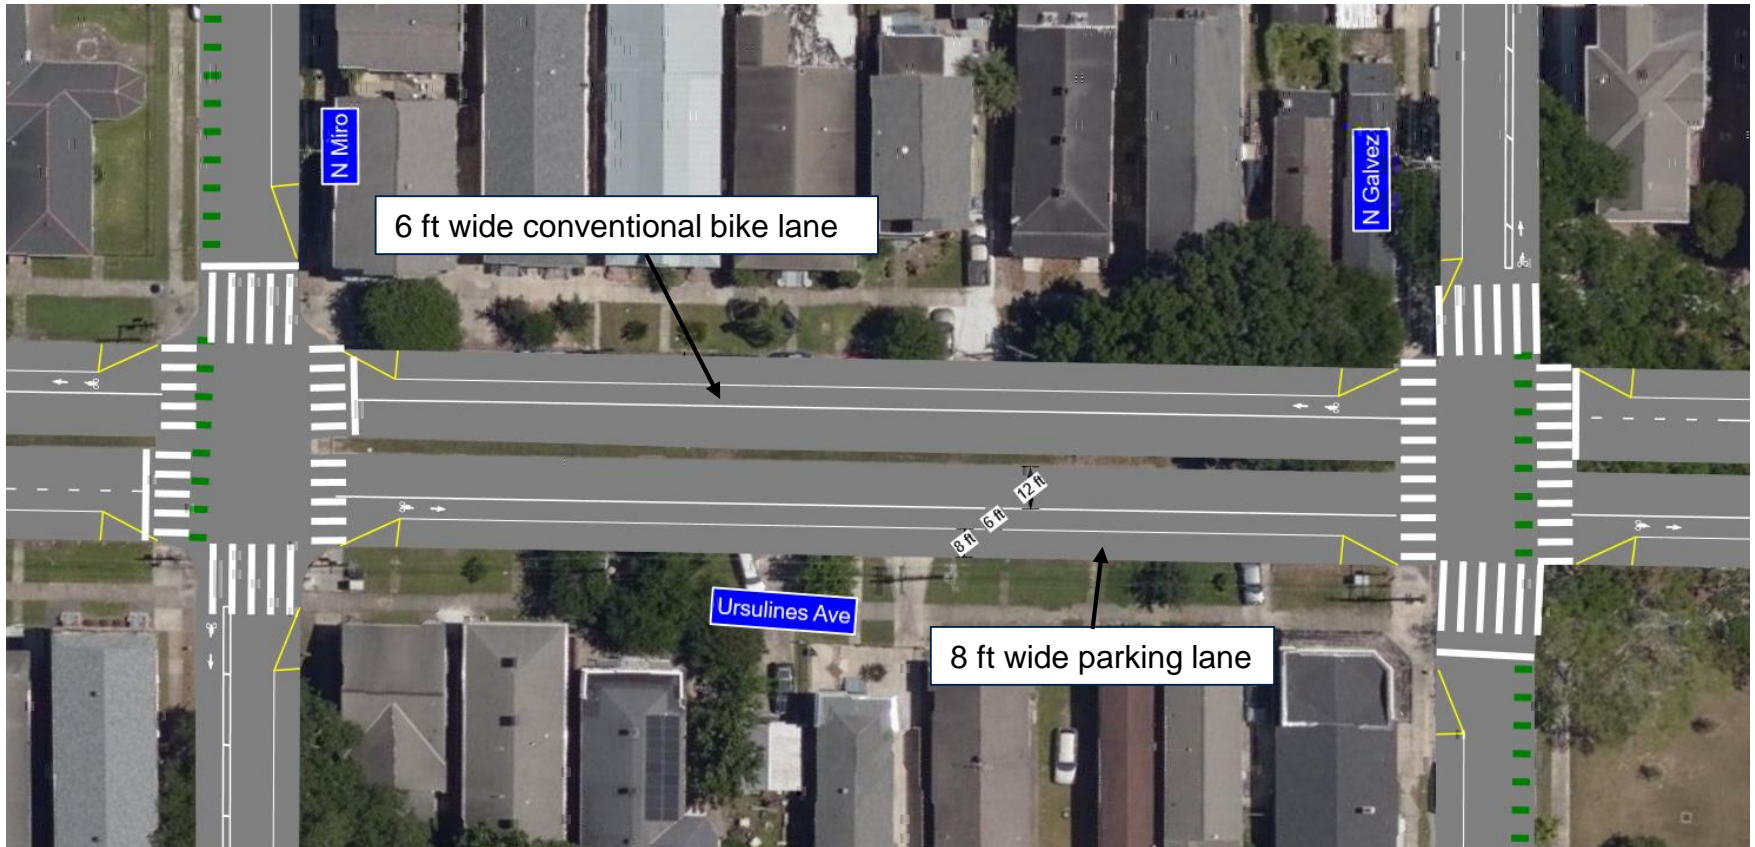 N Miro
N Galvez
6 ft wide conventional bike lane
12 ft
6 ft
8 ft
Ursulines Ave
8 ft wide parking lane